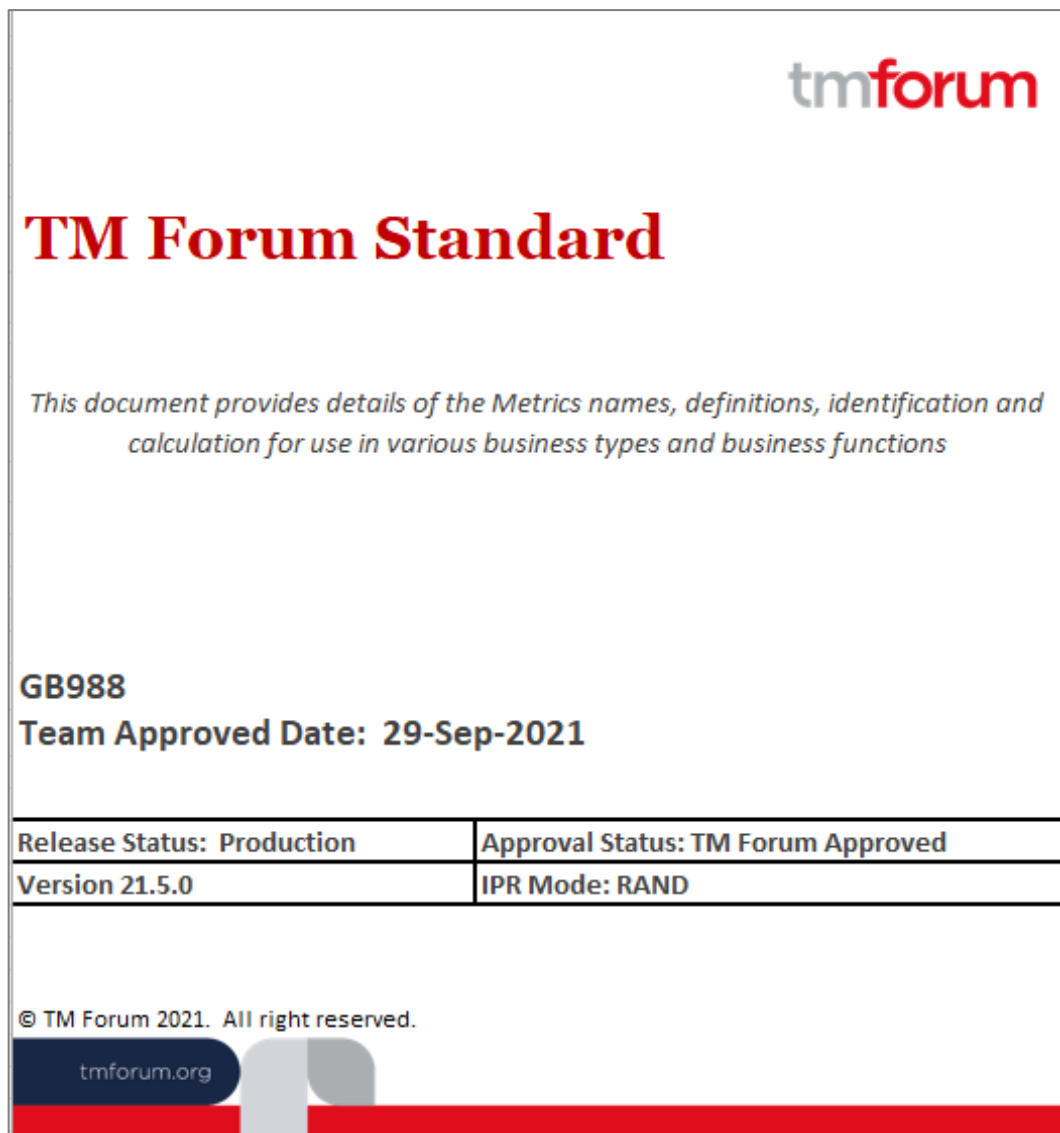 tmforum
TM Forum Standard
This document provides details of the Metrics names, definitions, identification and
calculation for use in various business types and business functions
GB988
Team Approved Date: 29-Sep-2021
Release Status: Production
Approval Status: TM Forum Approved
Version 21.5.0
IPR Mode: RAND
© TM Forum 2021. All right reserved.
tmforum.org